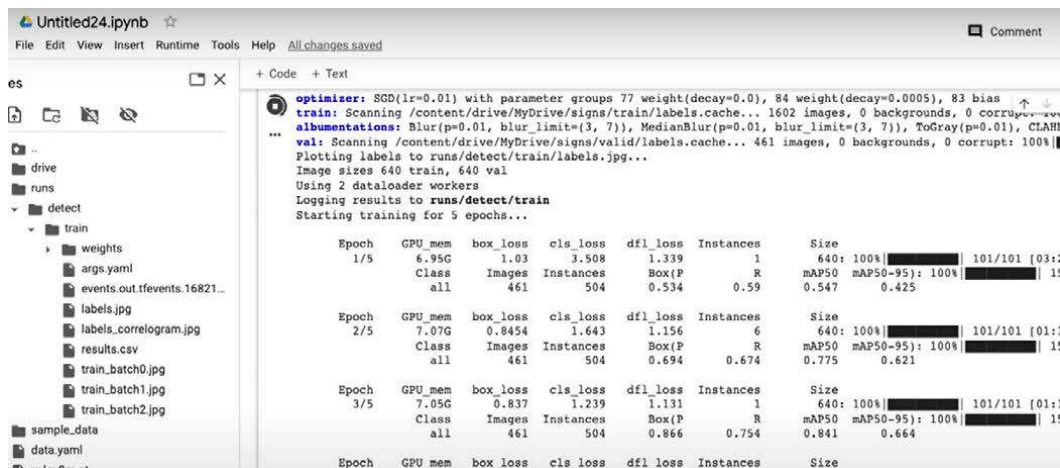 Untitled24.ipynb
Comment
File Edit View Insert Runtime Tools Help All changes saved
es
+ Code + Text
..
drive
runs
detect
train
weights
args.yaml
events.out.tfevents.16821...
labels.jpg
labels_correlogram.jpg
results.csv
train_batch0.jpg
train_batch1.jpg
train_batch2.jpg
sample_data
data.yaml
optimizer: SGD(lr=0.01) with parameter groups 77 weight(decay=0.0), 84 weight(decay=0.0005), 83 bias
train: Scanning /content/drive/MyDrive/signs/train/labels.cache... 1602 images, 0 backgrounds, 0 corrupt:
albumentations: Blur(p=0.01, blur_limit=(3, 7)), MedianBlur(p=0.01, blur_limit=(3, 7)), ToGray(p=0.01), CLAHE
val: Scanning /content/drive/MyDrive/signs/valid/labels.cache... 461 images, 0 backgrounds, 0 corrupt: 100%
Plotting labels to runs/detect/train/labels.jpg...
Image sizes 640 train, 640 val
Using 2 dataloader workers
Logging results to runs/detect/train
Starting training for 5 epochs...
Epoch GPU_mem box_loss cls_loss dfl_loss Instances Size
1/5 6.95G 1.03 3.508 1.339 1 640: 100% 101/101 [03:2
Class Images Instances Box(P R mAP50 mAP50-95): 100% 15
all 461 504 0.534 0.59 0.547 0.425
Epoch GPU_mem box_loss cls_loss dfl_loss Instances Size
2/5 7.07G 0.8454 1.643 1.156 6 640: 100% 101/101 [01:
Class Images Instances Box(P R mAP50 mAP50-95): 100% 15
all 461 504 0.694 0.674 0.775 0.621
Epoch GPU_mem box_loss cls_loss dfl_loss Instances Size
3/5 7.05G 0.837 1.239 1.131 1 640: 100% 101/101 [01:
Class Images Instances Box(P R mAP50 mAP50-95): 100% 15
all 461 504 0.866 0.754 0.841 0.664
Epoch GPU_mem box_loss cls_loss dfl_loss Instances Size